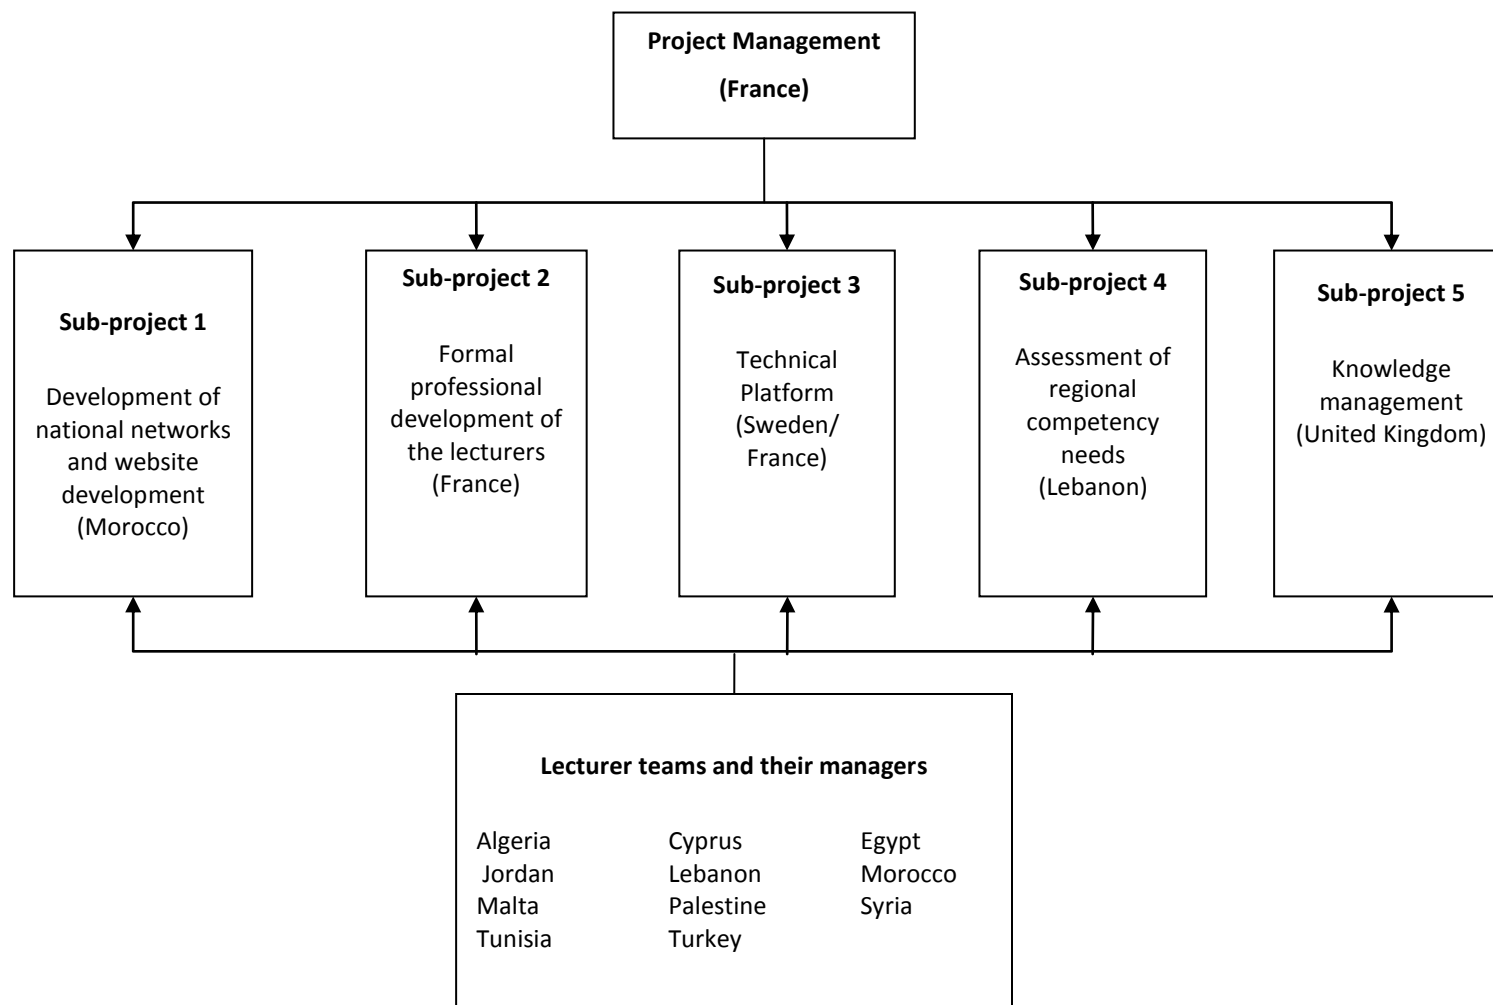 Project Management
(France)
Sub-project 1
Development of
national networks
and website
development
(Morocco)
Sub-project 2
Formal
professional
development of
the lecturers
(France)
Sub-project 3
Technical
Platform
(Sweden/
France)
Sub-project 4
Assessment of
regional
competency
needs
(Lebanon)
Sub-project 5
Knowledge
management
(United Kingdom)
Lecturer teams and their managers
Algeria Cyprus Egypt
Jordan Lebanon Morocco
Malta Palestine Syria
Tunisia Turkey